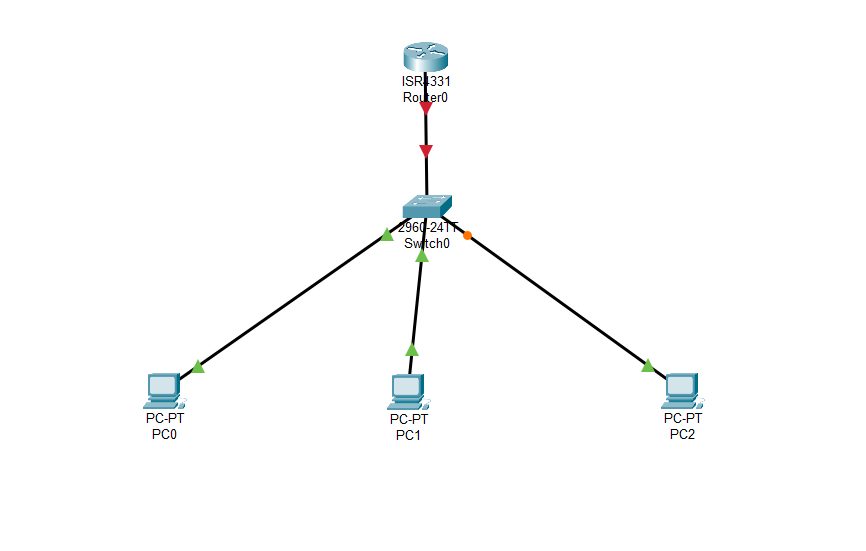 ISR4331
Router0
2960-24TT
Switch0
PC-PT
PC0
PC-PT
PC1
PC-PT
PC2